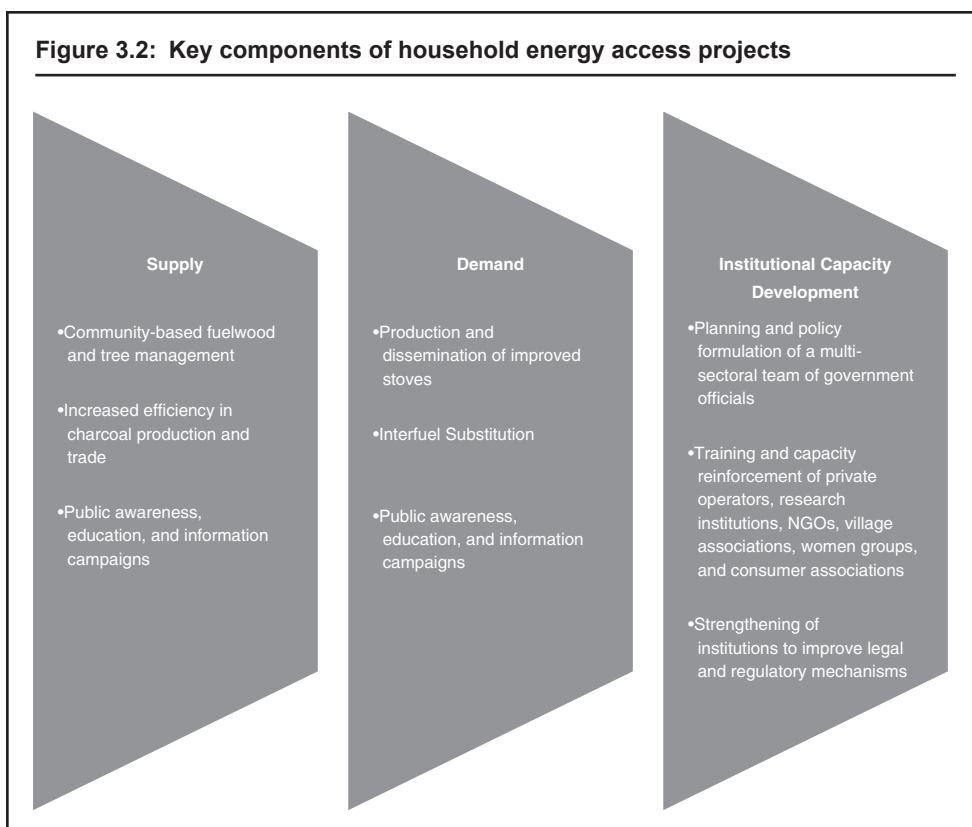 Figure 3.2: Key components of household energy access projects
Supply
•Community-based fuelwood
and tree management
•Increased efficiency in
charcoal production and
trade
•Public awareness,
education, and information
campaigns
Demand
•Production and
dissemination of improved
stoves
•Interfuel Substitution
•Public awareness,
education, and information
campaigns
Institutional Capacity
Development
•Planning and policy
formulation of a multi-
sectoral team of government
officials
•Training and capacity
reinforcement of private
operators, research
institutions, NGOs, village
associations, women groups,
and consumer associations
•Strengthening of
institutions to improve legal
and regulatory mechanisms